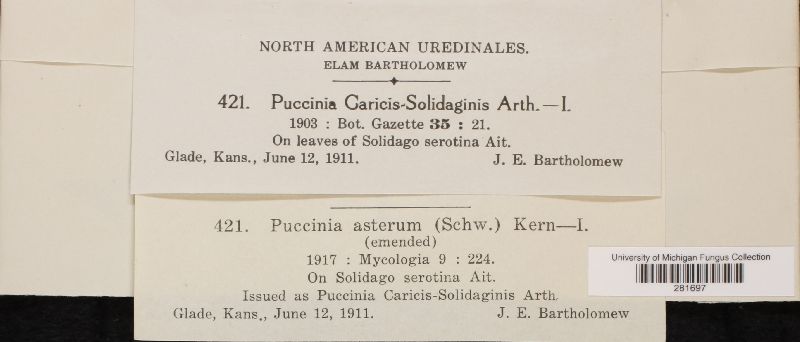 NORTH AMERICAN UREDINALES.
ELAM BARTHOLOMEW
421. Puccinia Caricis-Solidaginis Arth.—I.
1903 : Bot. Gazette 35 : 21.
On leaves of Solidago serotina Ait.
Glade, Kans., June 12, 1911. J. E. Bartholomew
421. Puccinia asterum (Schw.) Kern—I.
(emended)
1917 : Mycologia 9 : 224.
On Solidago serotina Ait.
Issued as Puccinia Caricis-Solidaginis Arth.
Glade, Kans., June 12, 1911. J. E. Bartholomew
University of Michigan Fungus Collection
281697